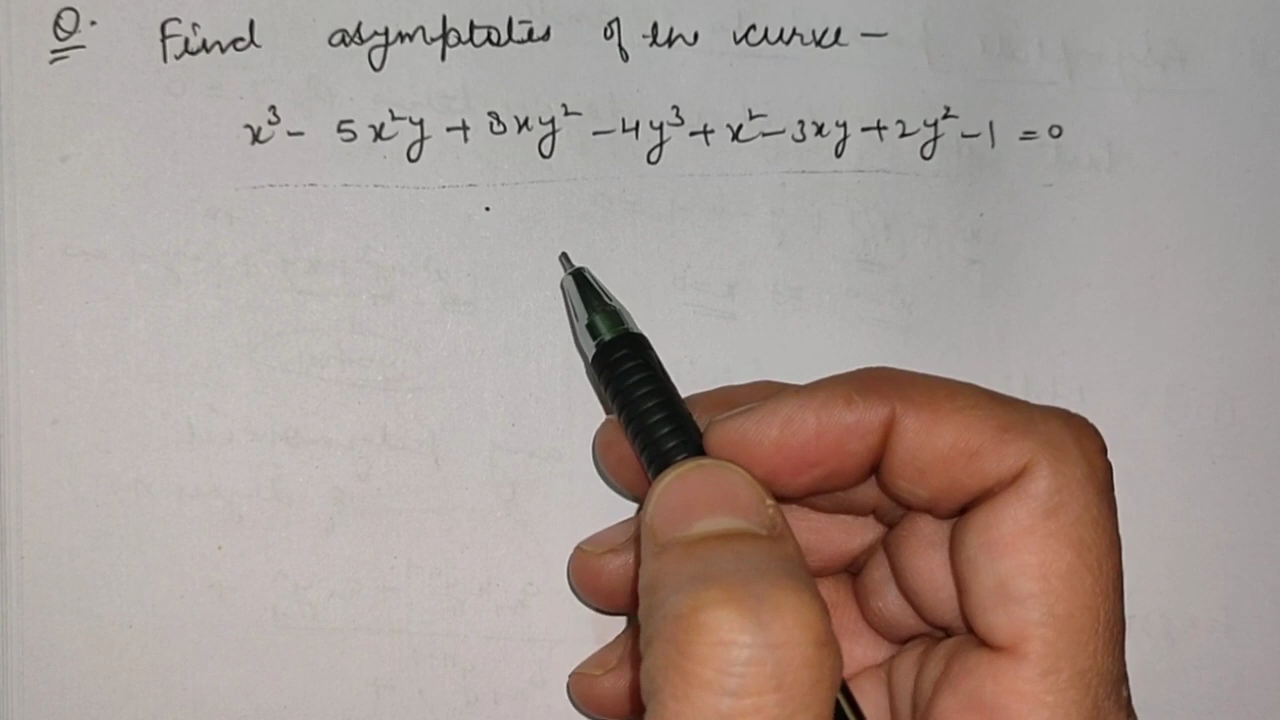 Q. Find asymptotes of the curve -
x³ - 5x²y + 8xy² - 4y³ + x² - 3xy + 2y² - 1 = 0